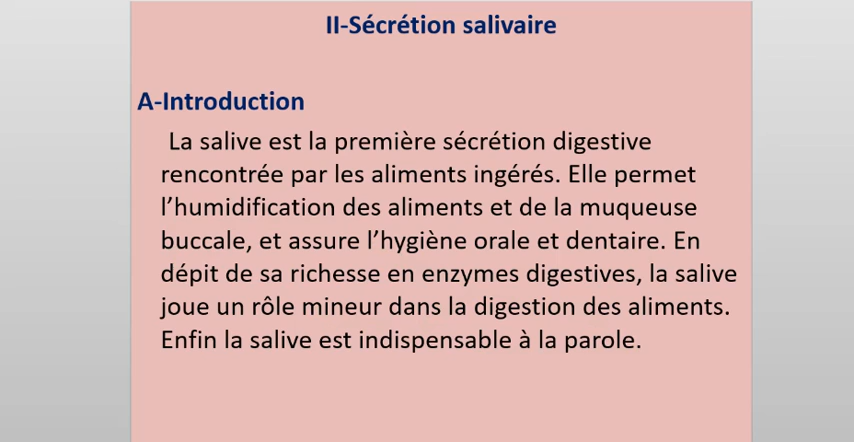 II-Sécrétion salivaire
A-Introduction
La salive est la première sécrétion digestive
rencontrée par les aliments ingérés. Elle permet
l’humidification des aliments et de la muqueuse
buccale, et assure l’hygiène orale et dentaire. En
dépit de sa richesse en enzymes digestives, la salive
joue un rôle mineur dans la digestion des aliments.
Enfin la salive est indispensable à la parole.